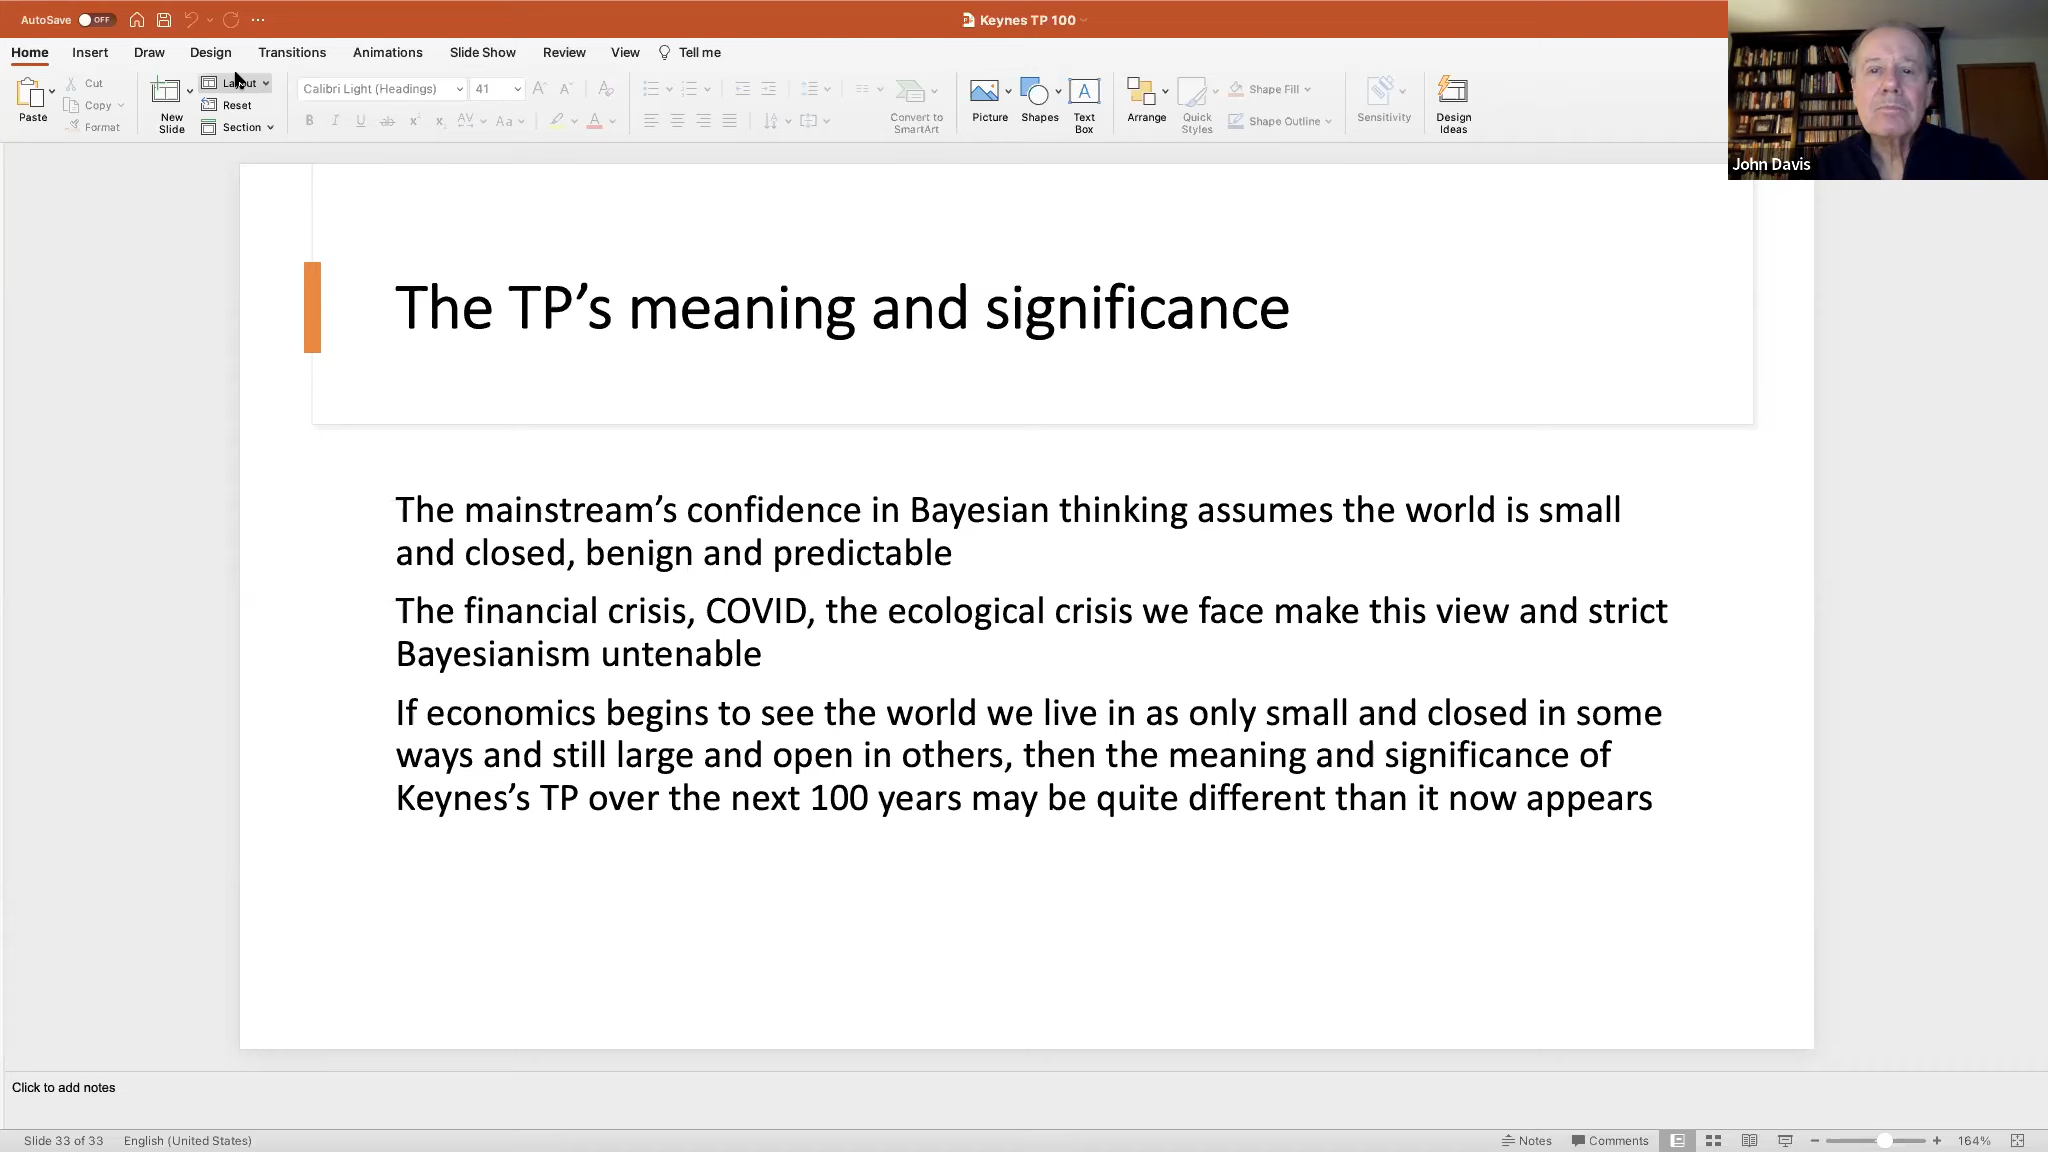 AutoSave OFF
Keynes TP 100
Home Insert Draw Design Transitions Animations Slide Show Review View Tell me
Paste
Cut
Copy
Format
New
Slide
Layout
Reset
Section
Calibri Light (Headings) 41
Convert to
SmartArt
Picture
Shapes
Text
Box
Arrange
Quick
Styles
Shape Fill
Shape Outline
Sensitivity
Design
Ideas
John Davis
The TP’s meaning and significance
The mainstream’s confidence in Bayesian thinking assumes the world is small
and closed, benign and predictable
The financial crisis, COVID, the ecological crisis we face make this view and strict
Bayesianism untenable
If economics begins to see the world we live in as only small and closed in some
ways and still large and open in others, then the meaning and significance of
Keynes’s TP over the next 100 years may be quite different than it now appears
Click to add notes
Slide 33 of 33 English (United States) Notes Comments 164%